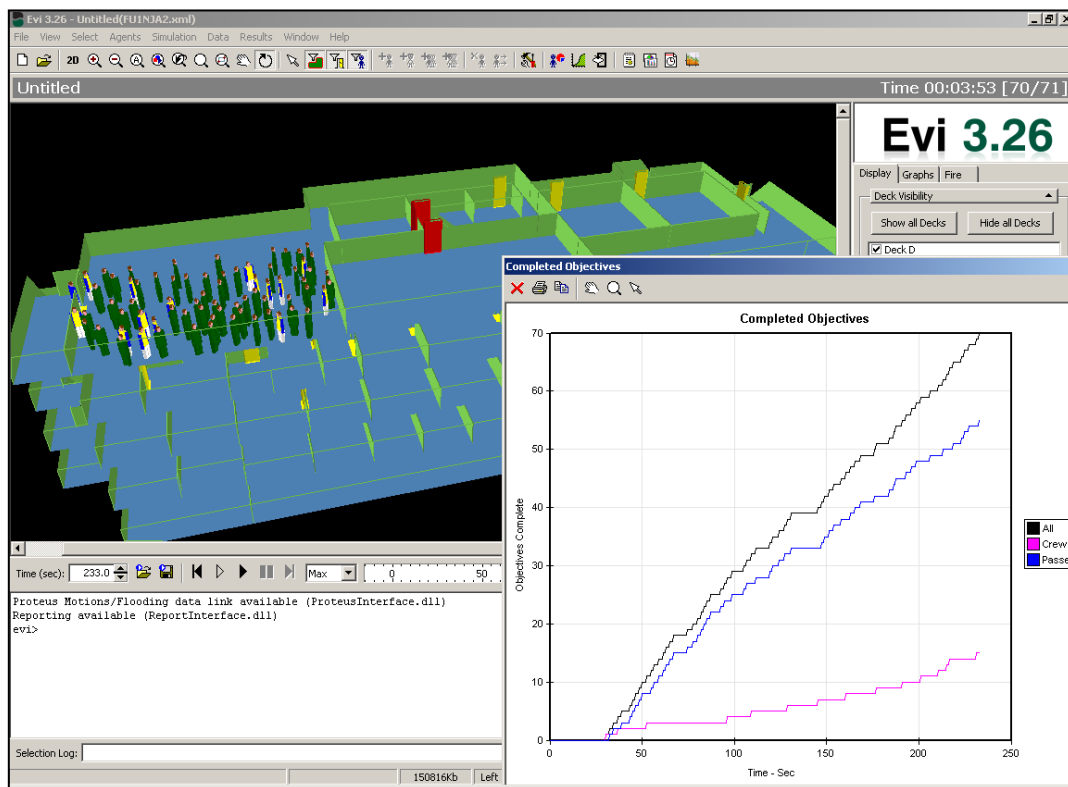 Evi 3.26 - Untitled(FU1NJA2.xml)
File View Select Agents Simulation Data Results Window Help
2D
Untitled
Time 00:03:53 [70/71]
Evi 3.26
Display Graphs Fire
Deck Visibility
Show all Decks Hide all Decks
Deck D
Completed Objectives
Completed Objectives
70
60
50
40
30
20
10
0
Objectives Complete
0 50 100 150 200 250
Time - Sec
All
Crew
Passe
Time (sec): 233.0 Max 0 50
Proteus Motions/Flooding data link available (ProteusInterface.dll)
Reporting available (ReportInterface.dll)
evi>
Selection Log:
150816Kb Left